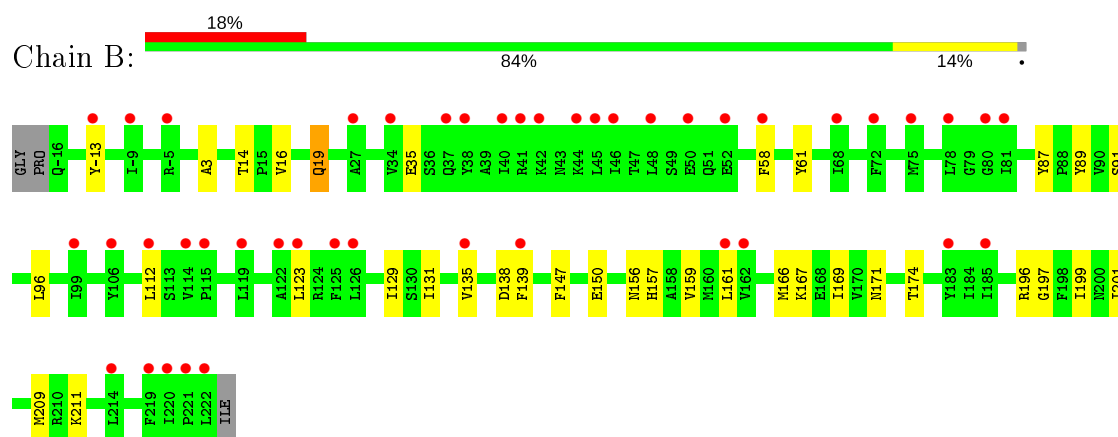 18%
Chain B:
84% 14% •
GLY PRO Q-16 Y-13 I-9 R-5 A3 T14 P15 V16 Q19 A27 V34 E35 S36 Q37 Y38 A39 I40 R41 K42 N43 K44 L45 I46 T47 L48 S49 E50 Q51 E52 F58 Y61 I68 F72 M75 L78 G79 G80 I81 Y87 P88 Y89 V90 S91
L96 I99 Y106 L112 S113 V114 P115 L119 A122 L123 R124 F125 L126 I129 S130 I131 V135 D138 F139 F147 E150 N156 H157 A158 V159 M160 L161 V162 M166 K167 E168 I169 V170 N171 T174 Y183 I184 I185 R196 G197 F198 I199 N200
M209 R210 K211 L214 F219 I220 P221 L222 ILE